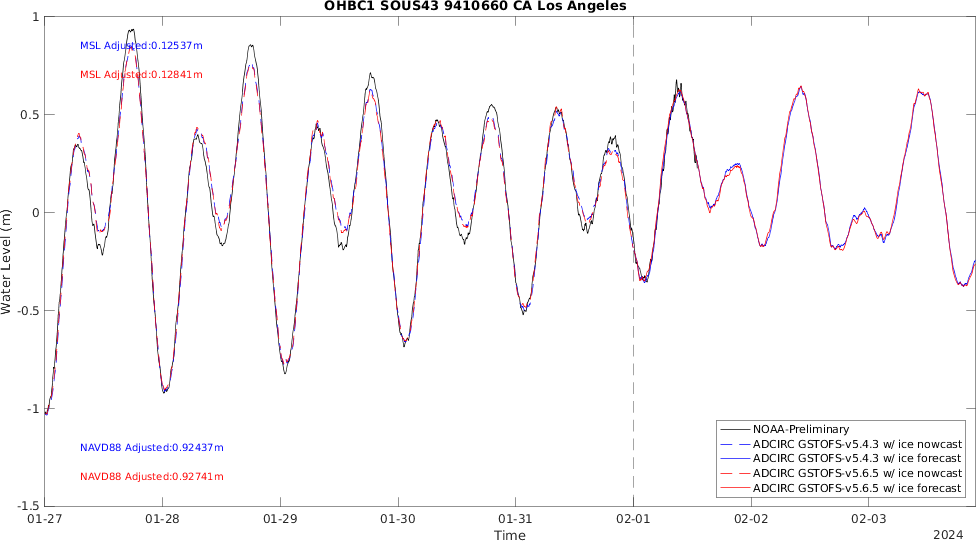 OHBC1 SOUS43 9410660 CA Los Angeles
MSL Adjusted:0.12537m
MSL Adjusted:0.12841m
NAVD88 Adjusted:0.92437m
NAVD88 Adjusted:0.92741m
Water Level (m)
1
0.5
0
-0.5
-1
-1.5
NOAA-Preliminary
ADCIRC GSTOFS-v5.4.3 w/ ice nowcast
ADCIRC GSTOFS-v5.4.3 w/ ice forecast
ADCIRC GSTOFS-v5.6.5 w/ ice nowcast
ADCIRC GSTOFS-v5.6.5 w/ ice forecast
01-27 01-28 01-29 01-30 01-31 02-01 02-02 02-03
Time
2024